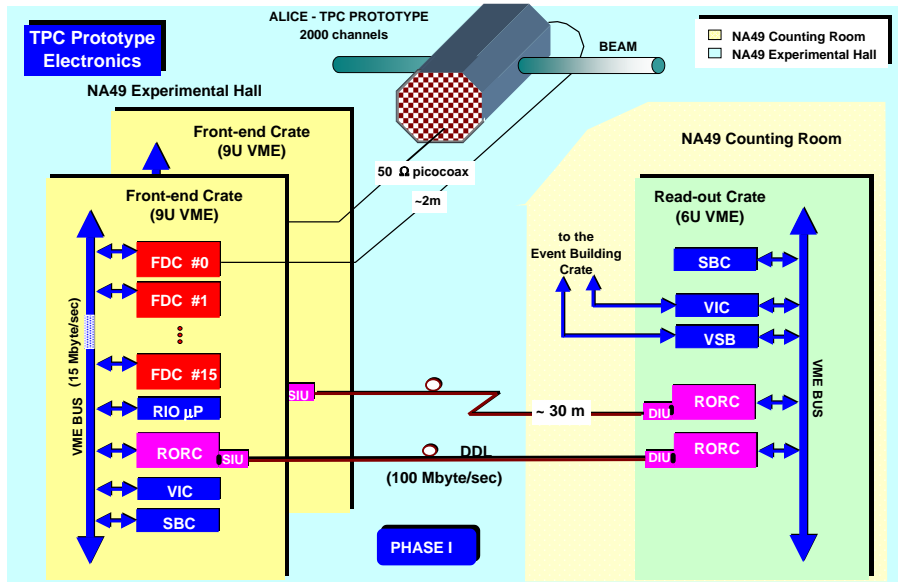 TPC Prototype
Electronics
ALICE - TPC PROTOTYPE
2000 channels
BEAM
NA49 Counting Room
NA49 Experimental Hall
NA49 Experimental Hall
Front-end Crate
(9U VME)
50 Ω picocoax
~2m
NA49 Counting Room
Front-end Crate
(9U VME)
FDC #0
FDC #1
FDC #15
RIO µP
RORC
SIU
VIC
SBC
VME BUS (15 Mbyte/sec)
SIU
~ 30 m
DDL
(100 Mbyte/sec)
PHASE I
Read-out Crate
(6U VME)
to the
Event Building
Crate
SBC
VIC
VSB
DIU
RORC
DIU
RORC
VME BUS